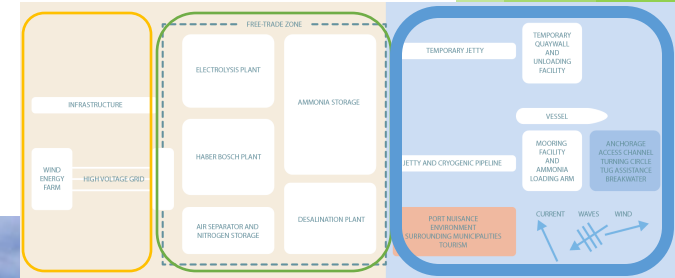 FREE-TRADE ZONE
INFRASTRUCTURE
WIND
ENERGY
FARM
HIGH VOLTAGE GRID
ELECTROLYSIS PLANT
AMMONIA STORAGE
HABER BOSCH PLANT
AIR SEPARATOR AND
NITROGEN STORAGE
DESALINATION PLANT
TEMPORARY JETTY
TEMPORARY
QUAYWALL
AND
UNLOADING
FACILITY
VESSEL
JETTY AND CRYOGENIC PIPELINE
MOORING
FACILITY
AND
AMMONIA
LOADING ARM
ANCHORAGE
ACCESS CHANNEL
TURNING CIRCLE
TUG ASSISTANCE
BREAKWATER
PORT NUISANCE
ENVIRONMENT
SURROUNDING MUNICIPALITIES
TOURISM
CURRENT
WAVES
WIND